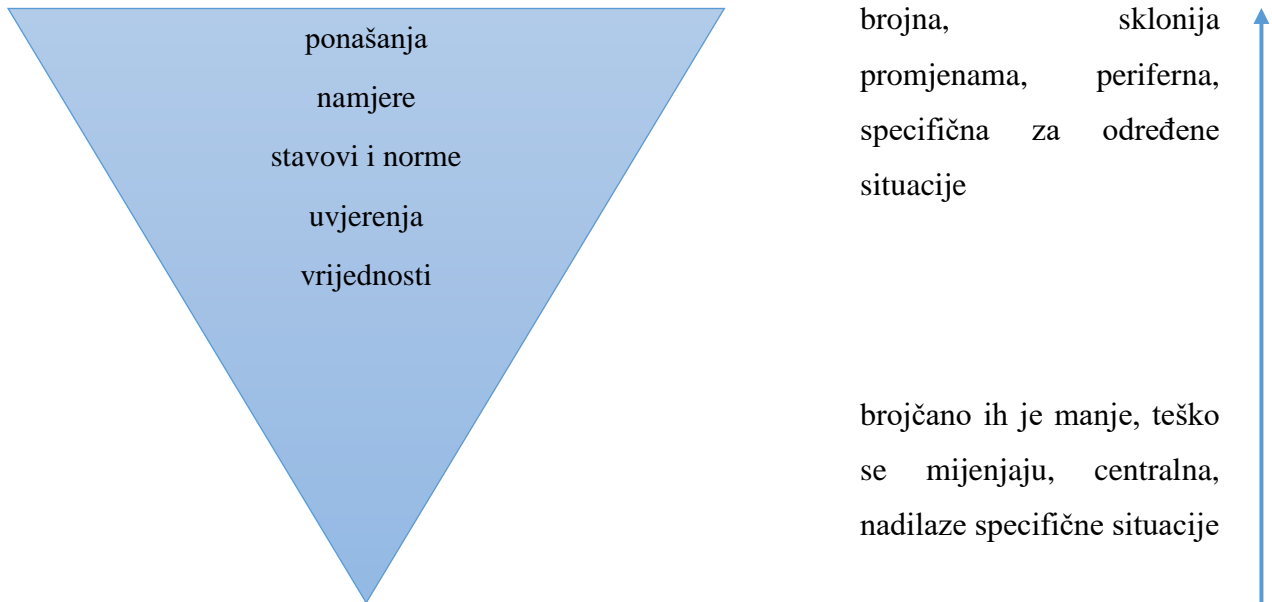 ponašanja
namjere
stavovi i norme
uvjerenja
vrijednosti
brojna, sklonija
promjenama, periferna,
specifična za određene
situacije
brojčano ih je manje, teško
se mijenjaju, centralna,
nadilaze specifične situacije